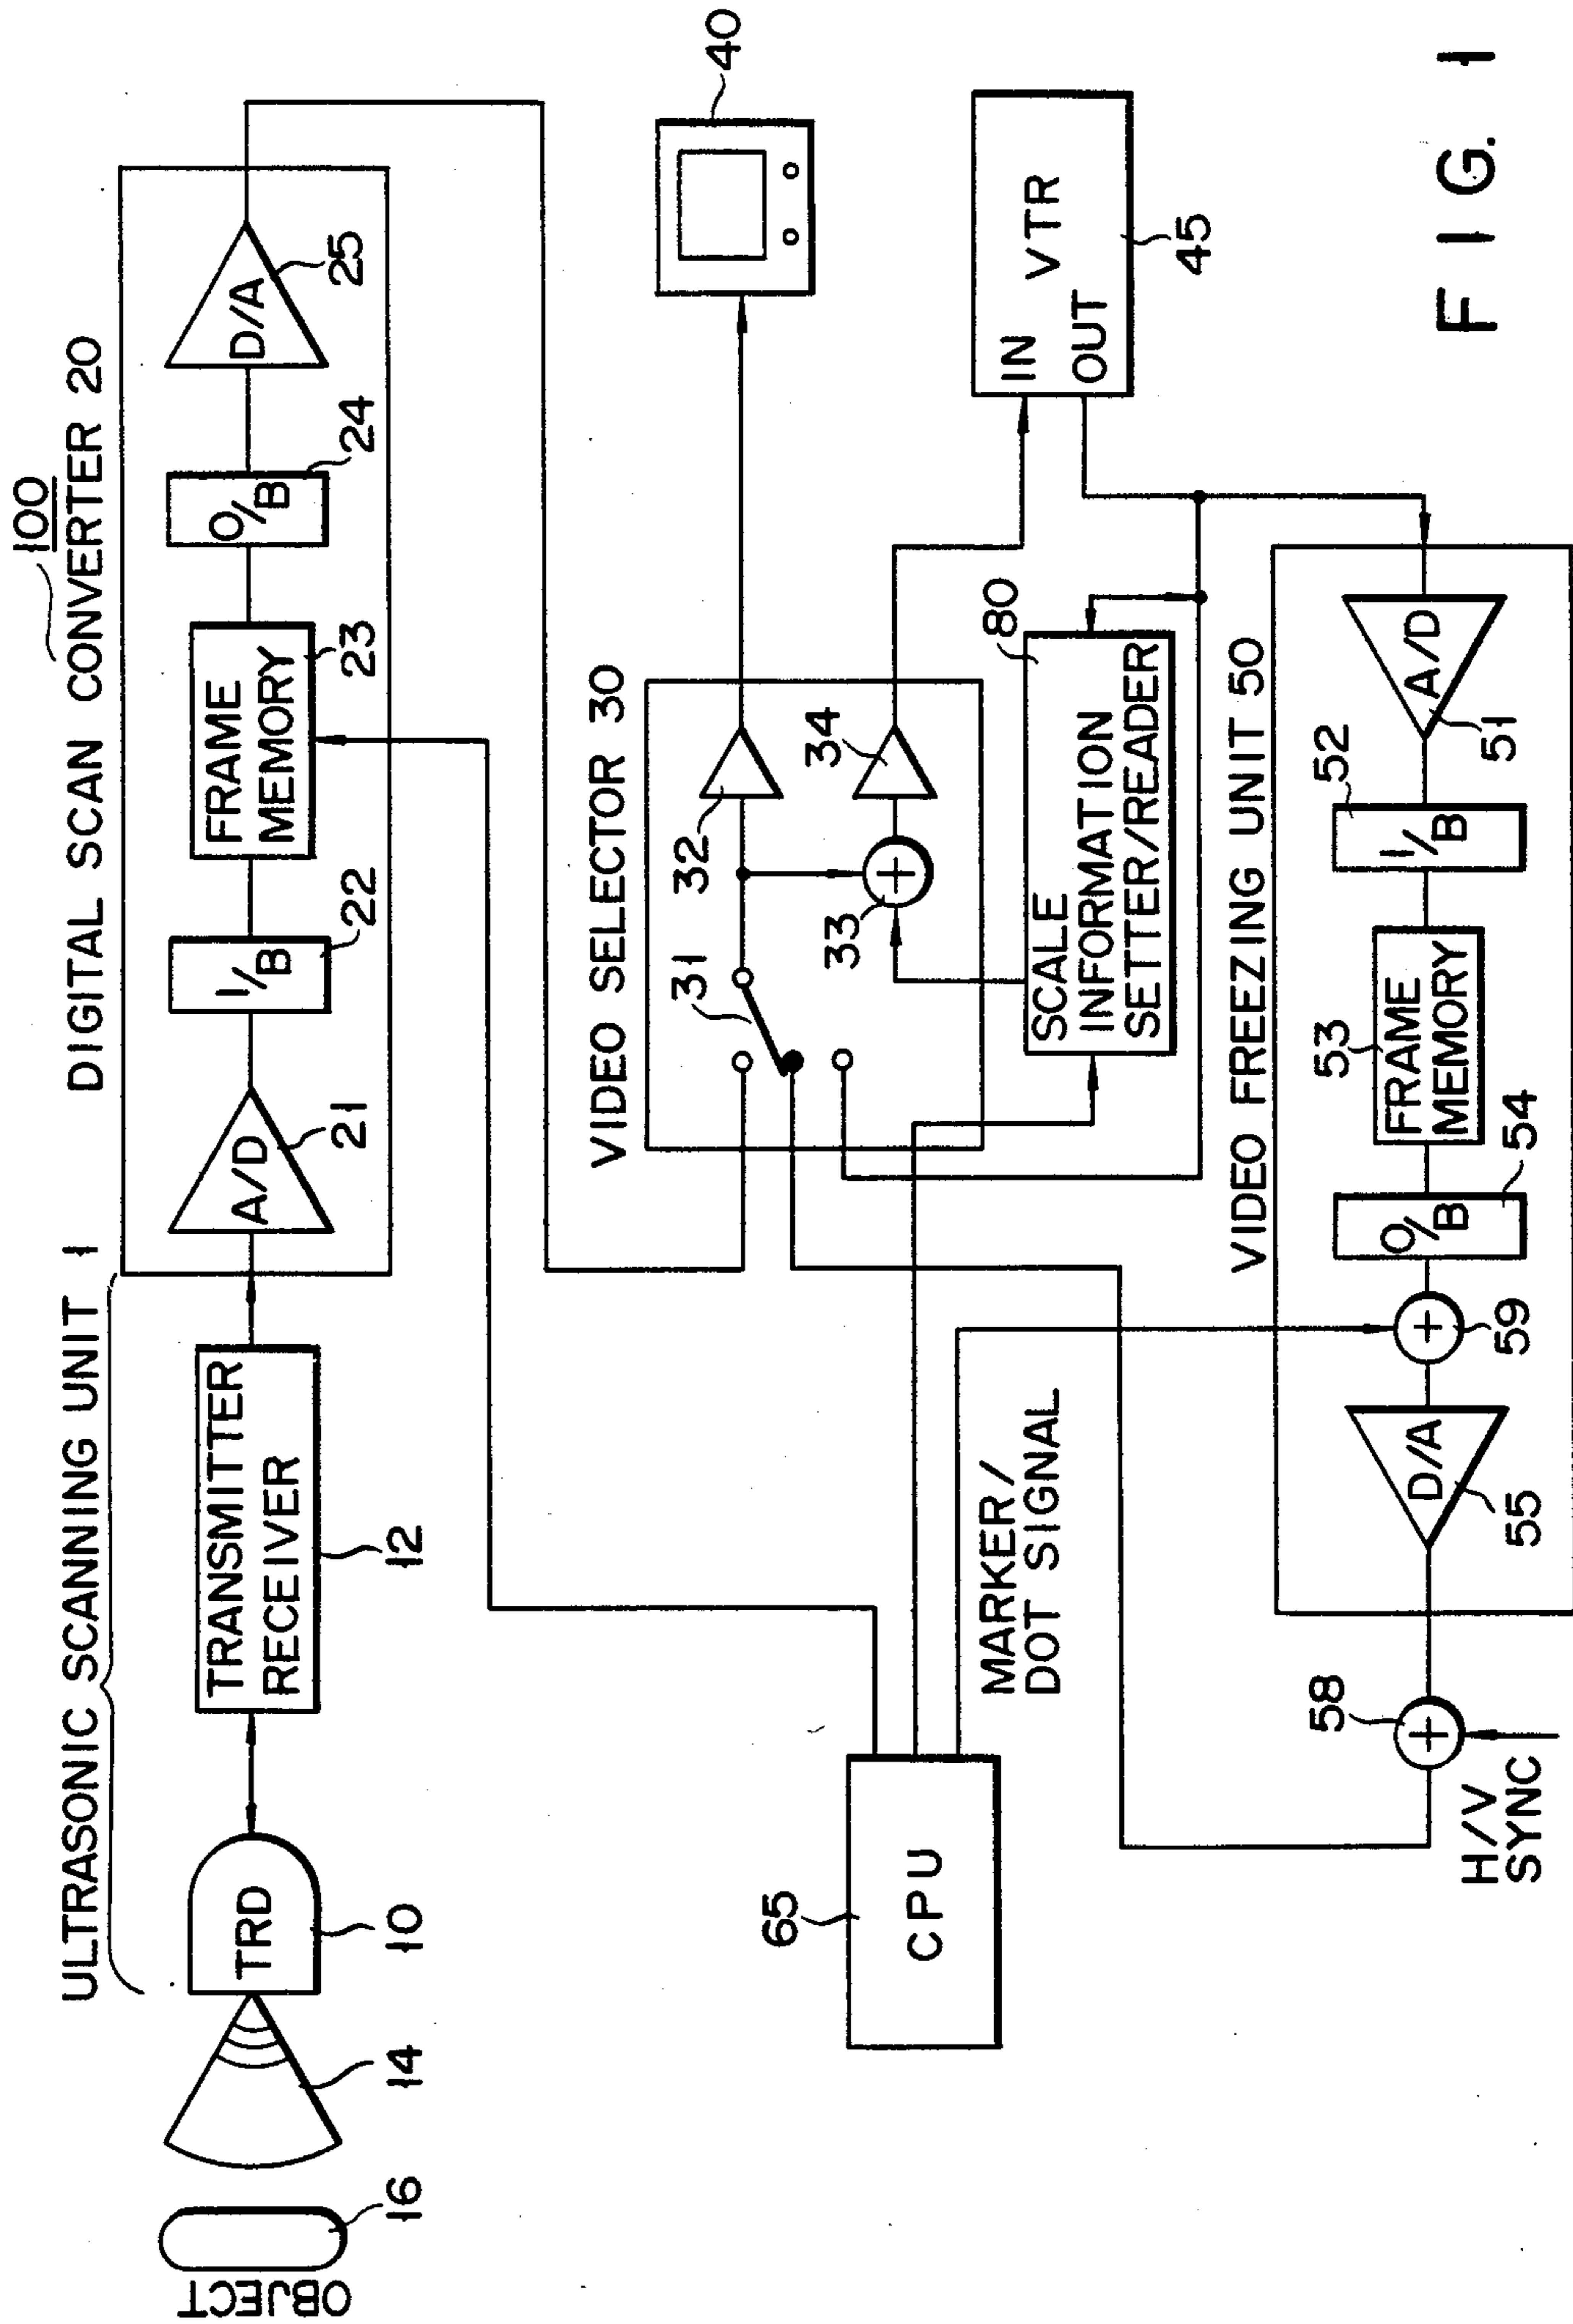 100
ULTRASONIC SCANNING UNIT 1
DIGITAL SCAN CONVERTER 20
OBJECT
16
14
TRD
10
TRANSMITTER
RECEIVER
12
A/D
21
I/B
22
FRAME
MEMORY
23
O/B
24
D/A
25
VIDEO SELECTOR 30
31
32
33
34
40
SCALE
INFORMATION
SETTER/READER
80
IN
VTR
OUT
45
65
CPU
MARKER/
DOT SIGNAL
VIDEO FREEZING UNIT 50
H/V
SYNC
58
D/A
55
59
O/B
54
53
FRAME
MEMORY
I/B
52
A/D
51
FIG. 1